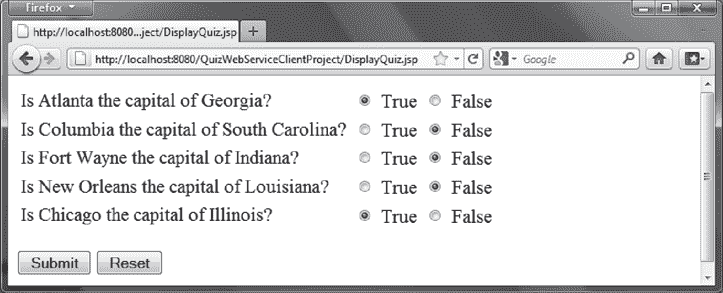 Firefox
http://localhost:8080...ject/DisplayQuiz.jsp
http://localhost:8080/QuizWebServiceClientProject/DisplayQuiz.jsp
Google
Is Atlanta the capital of Georgia? True False
Is Columbia the capital of South Carolina? True False
Is Fort Wayne the capital of Indiana? True False
Is New Orleans the capital of Louisiana? True False
Is Chicago the capital of Illinois? True False
Submit Reset